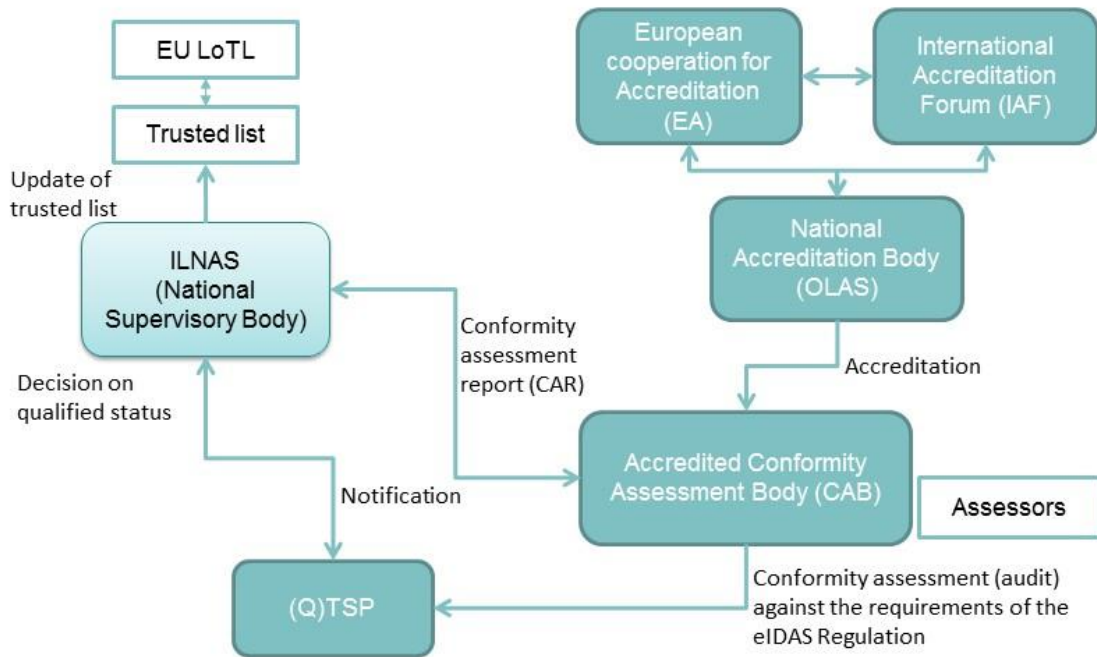 EU LoTL
Trusted list
Update of
trusted list
ILNAS
(National
Supervisory Body)
Decision on
qualified status
Notification
(Q)TSP
Conformity
assessment
report (CAR)
European
cooperation for
Accreditation
(EA)
International
Accreditation
Forum (IAF)
National
Accreditation Body
(OLAS)
Accreditation
Accredited Conformity
Assessment Body (CAB)
Assessors
Conformity assessment (audit)
against the requirements of the
eIDAS Regulation